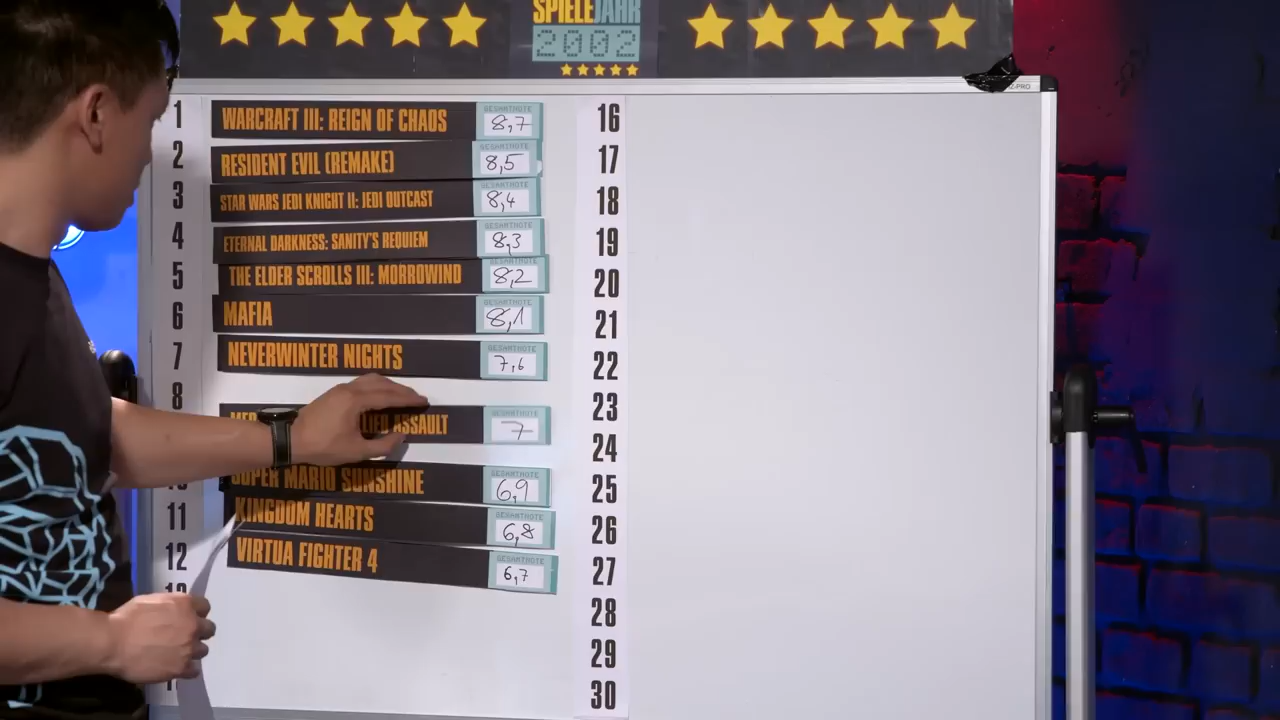 SPIELEJAHR
2002
Z-PRO
1 WARCRAFT III: REIGN OF CHAOS GESAMTNOTE 8,7
2 RESIDENT EVIL (REMAKE) GESAMTNOTE 8,5
3 STAR WARS JEDI KNIGHT II: JEDI OUTCAST GESAMTNOTE 8,4
4 ETERNAL DARKNESS: SANITY'S REQUIEM GESAMTNOTE 8,3
5 THE ELDER SCROLLS III: MORROWIND GESAMTNOTE 8,2
6 MAFIA GESAMTNOTE 8,1
7 NEVERWINTER NIGHTS GESAMTNOTE 7,6
8
ASSAULT GESAMTNOTE 7
SUPER MARIO SUNSHINE GESAMTNOTE 6,9
11 KINGDOM HEARTS GESAMTNOTE 6,8
12 VIRTUA FIGHTER 4 GESAMTNOTE 6,7
16
17
18
19
20
21
22
23
24
25
26
27
28
29
30